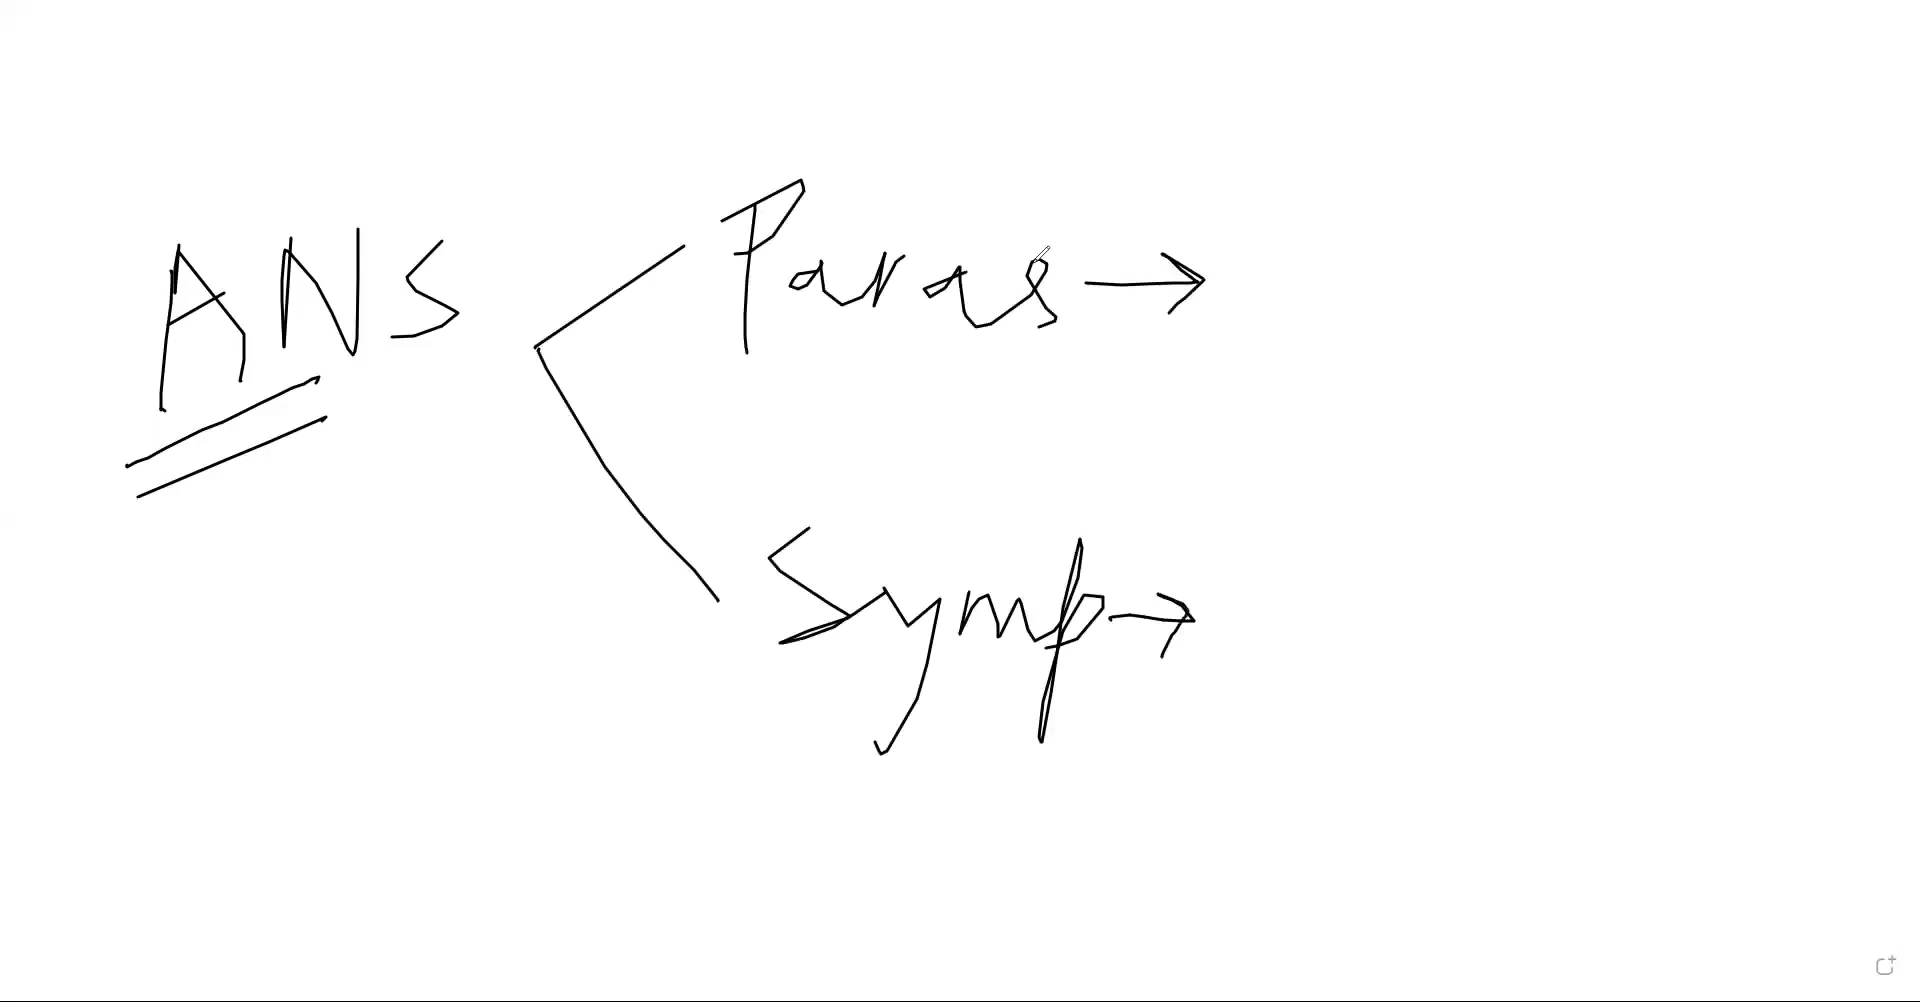 ANS
Paras →
Symp →